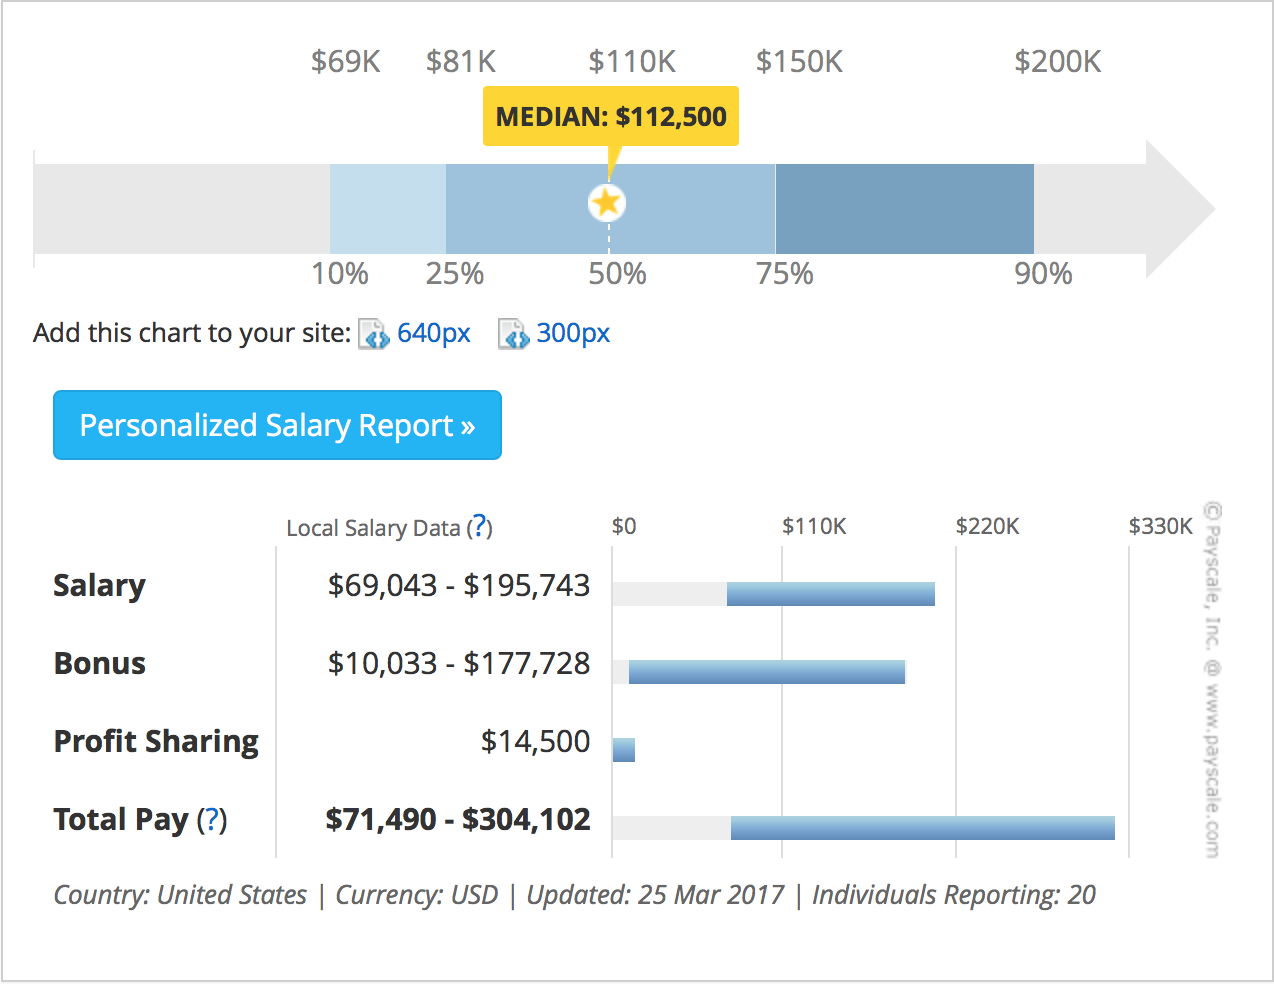 $69K $81K $110K $150K $200K
MEDIAN: $112,500
10% 25% 50% 75% 90%
Add this chart to your site: 640px 300px
Personalized Salary Report »
Local Salary Data (?) $0 $110K $220K $330K
Salary $69,043 - $195,743
Bonus $10,033 - $177,728
Profit Sharing $14,500
Total Pay (?) $71,490 - $304,102
Country: United States | Currency: USD | Updated: 25 Mar 2017 | Individuals Reporting: 20
© Payscale, Inc. @ www.payscale.com